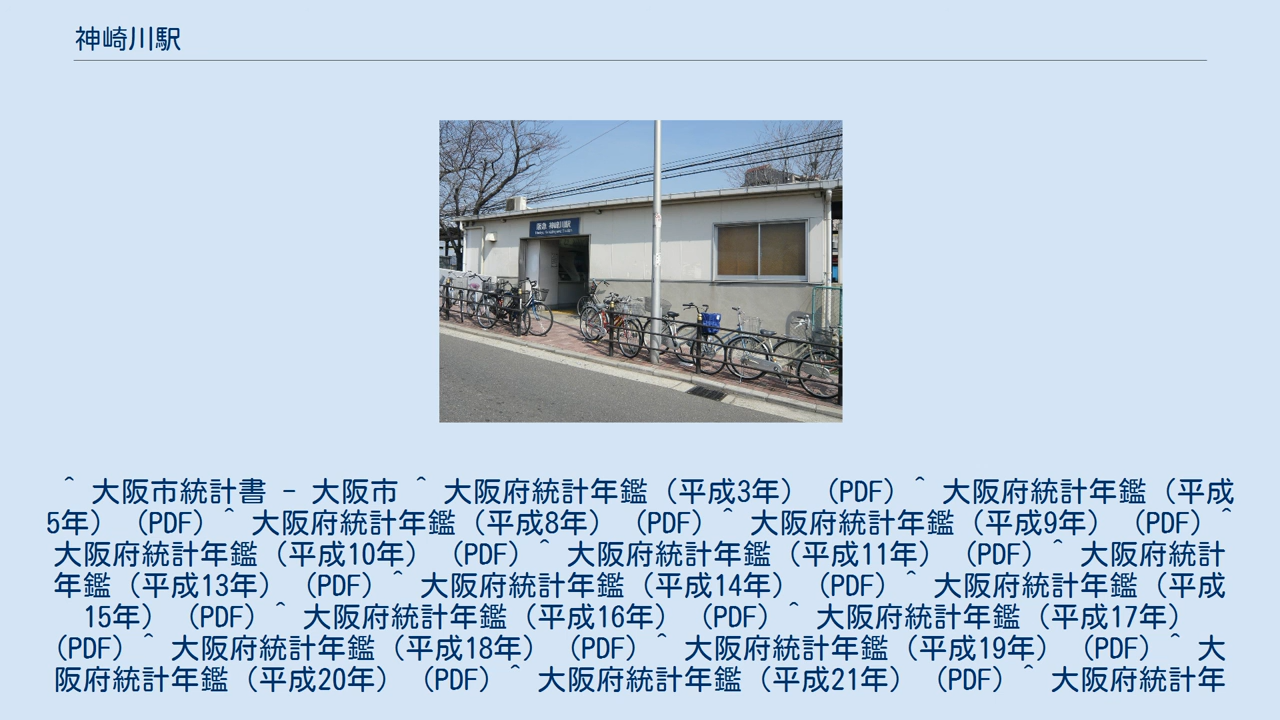 神崎川駅
阪急 神崎川駅
^ 大阪市統計書 - 大阪市 ^ 大阪府統計年鑑（平成3年）（PDF）^ 大阪府統計年鑑（平成
5年）（PDF）^ 大阪府統計年鑑（平成8年）（PDF）^ 大阪府統計年鑑（平成9年）（PDF）^
大阪府統計年鑑（平成10年）（PDF）^ 大阪府統計年鑑（平成11年）（PDF）^ 大阪府統計
年鑑（平成13年）（PDF）^ 大阪府統計年鑑（平成14年）（PDF）^ 大阪府統計年鑑（平成
15年）（PDF）^ 大阪府統計年鑑（平成16年）（PDF）^ 大阪府統計年鑑（平成17年）
（PDF）^ 大阪府統計年鑑（平成18年）（PDF）^ 大阪府統計年鑑（平成19年）（PDF）^ 大
阪府統計年鑑（平成20年）（PDF）^ 大阪府統計年鑑（平成21年）（PDF）^ 大阪府統計年